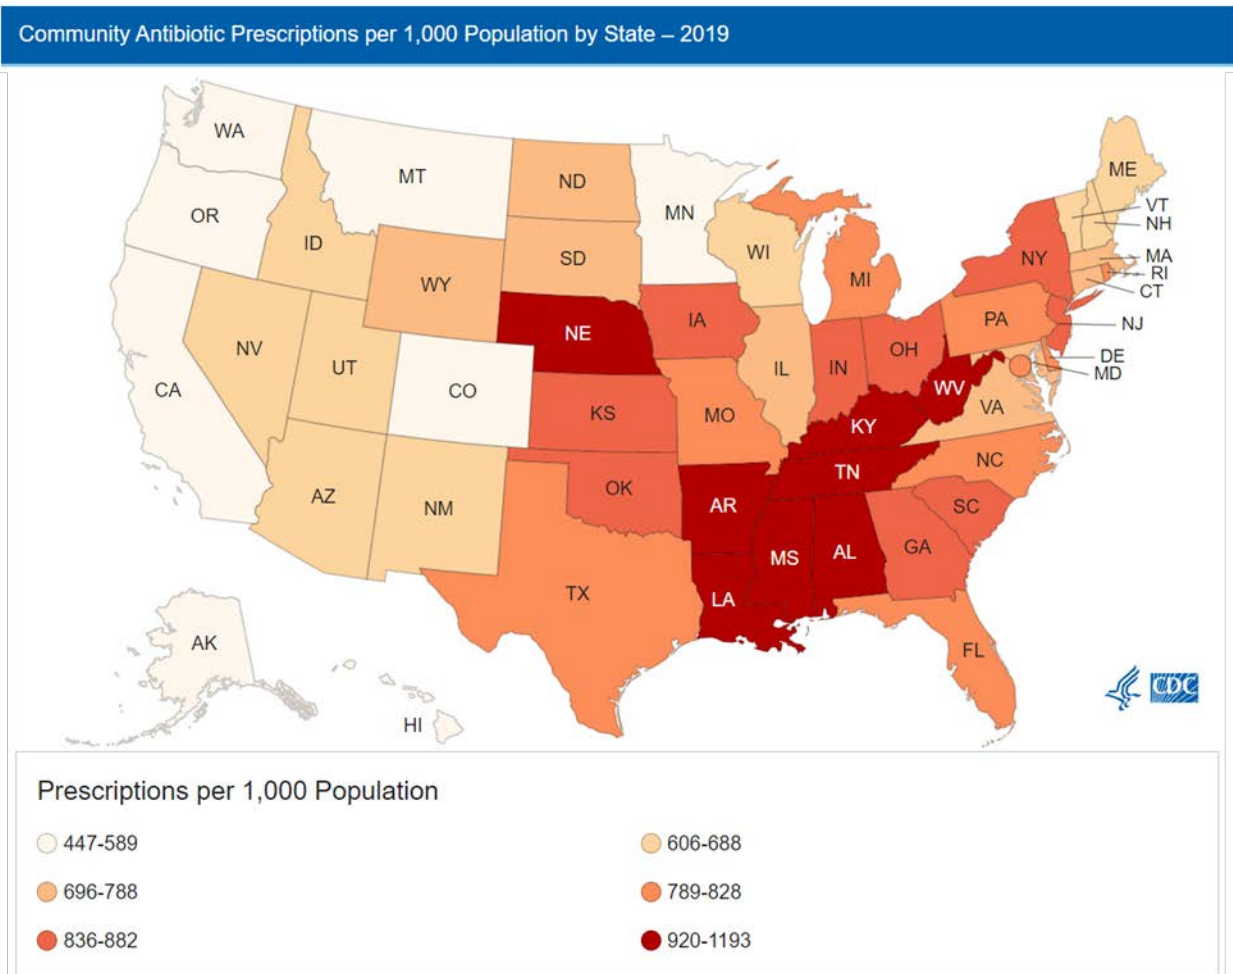 Community Antibiotic Prescriptions per 1,000 Population by State – 2019
WA
MT
ND
MN
ME
VT
NH
OR
ID
SD
WI
MI
NY
MA
RI
CT
WY
NE
IA
PA
NJ
NV
UT
CO
IL
IN
OH
DE
MD
CA
KS
MO
WV
VA
KY
AZ
NM
OK
AR
TN
NC
SC
MS
AL
GA
TX
LA
AK
FL
HI
CDC
Prescriptions per 1,000 Population
447-589
606-688
696-788
789-828
836-882
920-1193